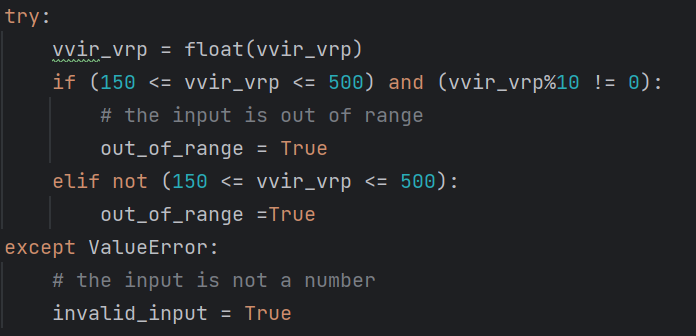 try:
    vvir_vrp = float(vvir_vrp)
    if (150 <= vvir_vrp <= 500) and (vvir_vrp%10 != 0):
        # the input is out of range
        out_of_range = True
    elif not (150 <= vvir_vrp <= 500):
        out_of_range =True
except ValueError:
    # the input is not a number
    invalid_input = True